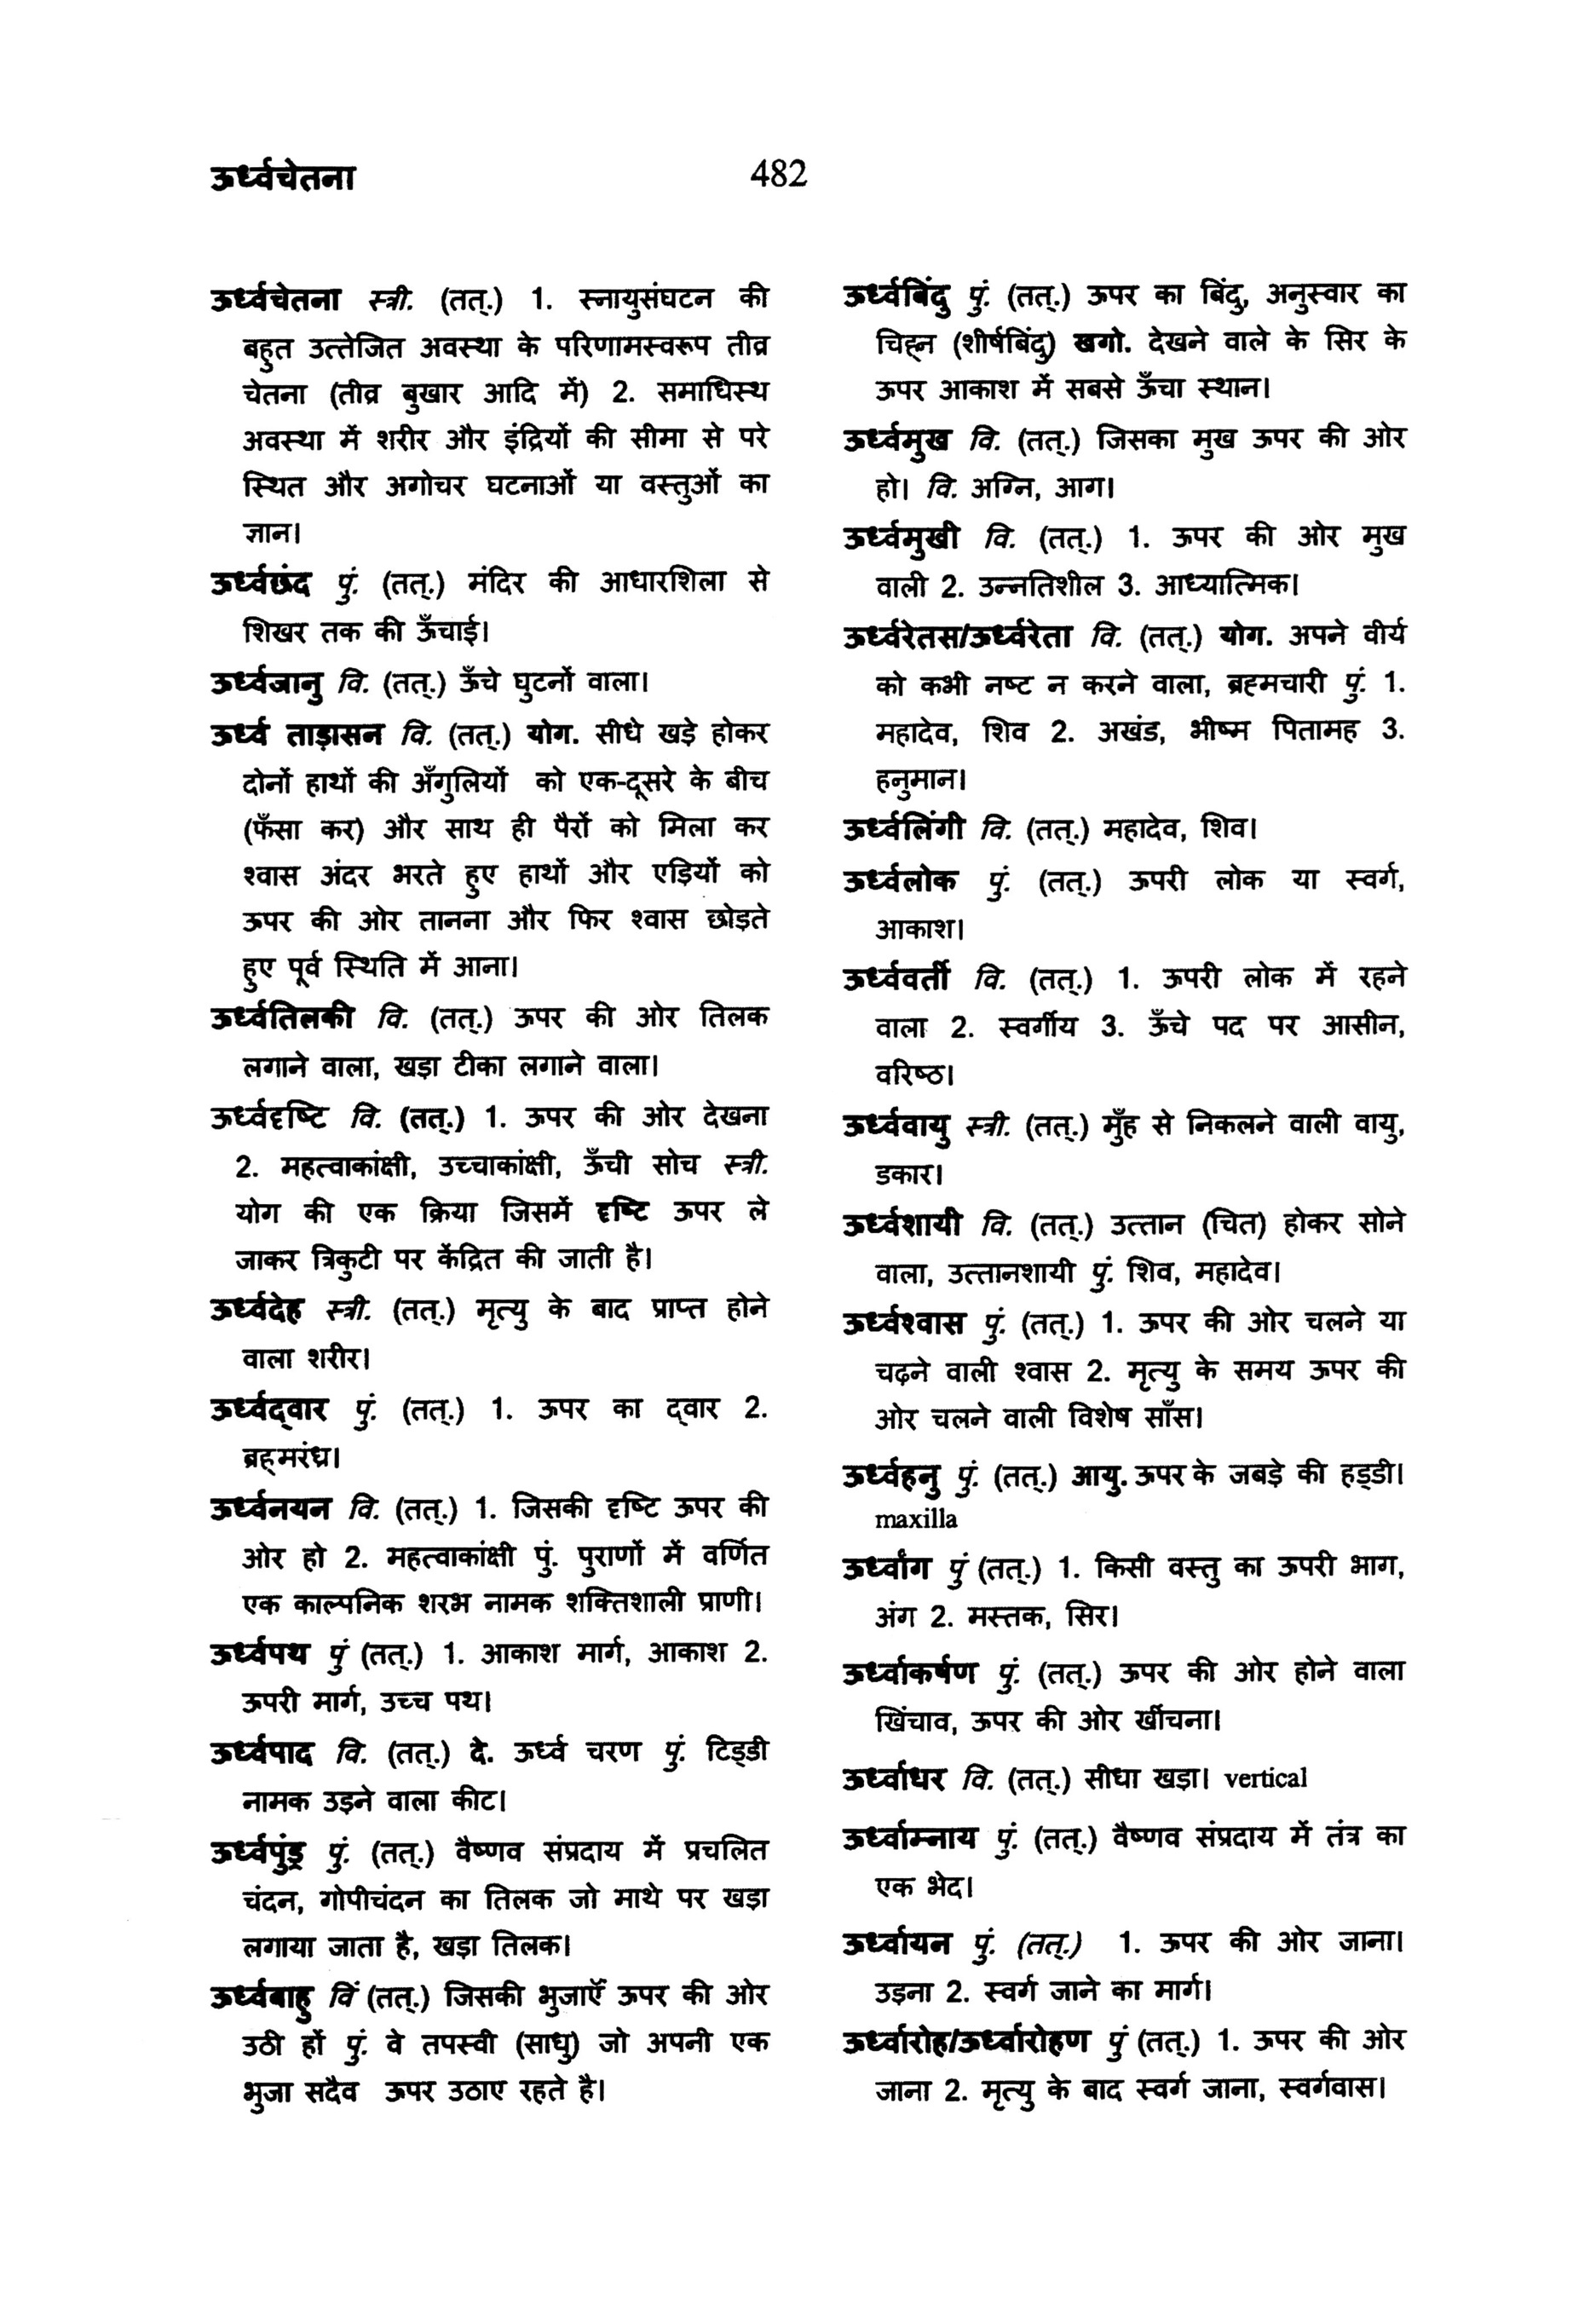 ऊर्ध्वचेतना
482
ऊर्ध्वचेतना स्त्री. (तत्.) 1. स्नायुसंघटन की
बहुत उत्तेजित अवस्था के परिणामस्वरूप तीव्र
चेतना (तीव्र बुखार आदि में) 2. समाधिस्थ
अवस्था में शरीर और इंद्रियों की सीमा से परे
स्थित और अगोचर घटनाओं या वस्तुओं का
ज्ञान।
ऊर्ध्वछंद पुं. (तत्.) मंदिर की आधारशिला से
शिखर तक की ऊँचाई।
ऊर्ध्वजानु वि. (तत्.) ऊँचे घुटनों वाला।
ऊर्ध्व ताड़ासन वि. (तत्.) योग. सीधे खड़े होकर
दोनों हाथों की अँगुलियों को एक-दूसरे के बीच
(फँसा कर) और साथ ही पैरों को मिला कर
श्वास अंदर भरते हुए हाथों और एड़ियों को
ऊपर की ओर तानना और फिर श्वास छोड़ते
हुए पूर्व स्थिति में आना।
ऊर्ध्वतिलकी वि. (तत्.) ऊपर की ओर तिलक
लगाने वाला, खड़ा टीका लगाने वाला।
ऊर्ध्वदृष्टि वि. (तत्.) 1. ऊपर की ओर देखना
2. महत्वाकांक्षी, उच्चाकांक्षी, ऊँची सोच स्त्री.
योग की एक क्रिया जिसमें दृष्टि ऊपर ले
जाकर त्रिकुटी पर केंद्रित की जाती है।
ऊर्ध्वदेह स्त्री. (तत्.) मृत्यु के बाद प्राप्त होने
वाला शरीर।
ऊर्ध्वद्‌वार पुं. (तत्.) 1. ऊपर का द्‌वार 2.
ब्रह्‌मरंध्र।
ऊर्ध्वनयन वि. (तत्.) 1. जिसकी दृष्टि ऊपर की
ओर हो 2. महत्वाकांक्षी पुं. पुराणों में वर्णित
एक काल्पनिक शरभ नामक शक्तिशाली प्राणी।
ऊर्ध्वपथ पुं (तत्.) 1. आकाश मार्ग, आकाश 2.
ऊपरी मार्ग, उच्च पथ।
ऊर्ध्वपाद वि. (तत्.) दे. ऊर्ध्व चरण पुं. टिड्‌डी
नामक उड़ने वाला कीट।
ऊर्ध्वपुंड्र पुं. (तत्.) वैष्णव संप्रदाय में प्रचलित
चंदन, गोपीचंदन का तिलक जो माथे पर खड़ा
लगाया जाता है, खड़ा तिलक।
ऊर्ध्वबाहु विं (तत्.) जिसकी भुजाएँ ऊपर की ओर
उठी हों पुं. वे तपस्वी (साधु) जो अपनी एक
भुजा सदैव ऊपर उठाए रहते है।
ऊर्ध्वबिंदु पुं. (तत्.) ऊपर का बिंदु, अनुस्वार का
चिह्‌न (शीर्षबिंदु) खगो. देखने वाले के सिर के
ऊपर आकाश में सबसे ऊँचा स्थान।
ऊर्ध्वमुख वि. (तत्.) जिसका मुख ऊपर की ओर
हो। वि. अग्नि, आग।
ऊर्ध्वमुखी वि. (तत्.) 1. ऊपर की ओर मुख
वाली 2. उन्नतिशील 3. आध्यात्मिक।
ऊर्ध्वरेतस/ऊर्ध्वरेता वि. (तत्.) योग. अपने वीर्य
को कभी नष्ट न करने वाला, ब्रह्‌मचारी पुं. 1.
महादेव, शिव 2. अखंड, भीष्म पितामह 3.
हनुमान।
ऊर्ध्वलिंगी वि. (तत्.) महादेव, शिव।
ऊर्ध्वलोक पुं. (तत्.) ऊपरी लोक या स्वर्ग,
आकाश।
ऊर्ध्ववर्ती वि. (तत्.) 1. ऊपरी लोक में रहने
वाला 2. स्वर्गीय 3. ऊँचे पद पर आसीन,
वरिष्ठ।
ऊर्ध्ववायु स्त्री. (तत्.) मुँह से निकलने वाली वायु,
डकार।
ऊर्ध्वशायी वि. (तत्.) उत्तान (चित) होकर सोने
वाला, उत्तानशायी पुं. शिव, महादेव।
ऊर्ध्वश्वास पुं. (तत्.) 1. ऊपर की ओर चलने या
चढ़ने वाली श्वास 2. मृत्यु के समय ऊपर की
ओर चलने वाली विशेष साँस।
ऊर्ध्वहनु पुं. (तत्.) आयु. ऊपर के जबड़े की हड्‌डी।
maxilla
ऊर्ध्वांग पुं (तत्.) 1. किसी वस्तु का ऊपरी भाग,
अंग 2. मस्तक, सिर।
ऊर्ध्वाकर्षण पुं. (तत्.) ऊपर की ओर होने वाला
खिंचाव, ऊपर की ओर खींचना।
ऊर्ध्वाधर वि. (तत्.) सीधा खड़ा। vertical
ऊर्ध्वाम्नाय पुं. (तत्.) वैष्णव संप्रदाय में तंत्र का
एक भेद।
ऊर्ध्वायन पुं. (तत्.) 1. ऊपर की ओर जाना।
उड़ना 2. स्वर्ग जाने का मार्ग।
ऊर्ध्वारोह/ऊर्ध्वारोहण पुं (तत्.) 1. ऊपर की ओर
जाना 2. मृत्यु के बाद स्वर्ग जाना, स्वर्गवास।